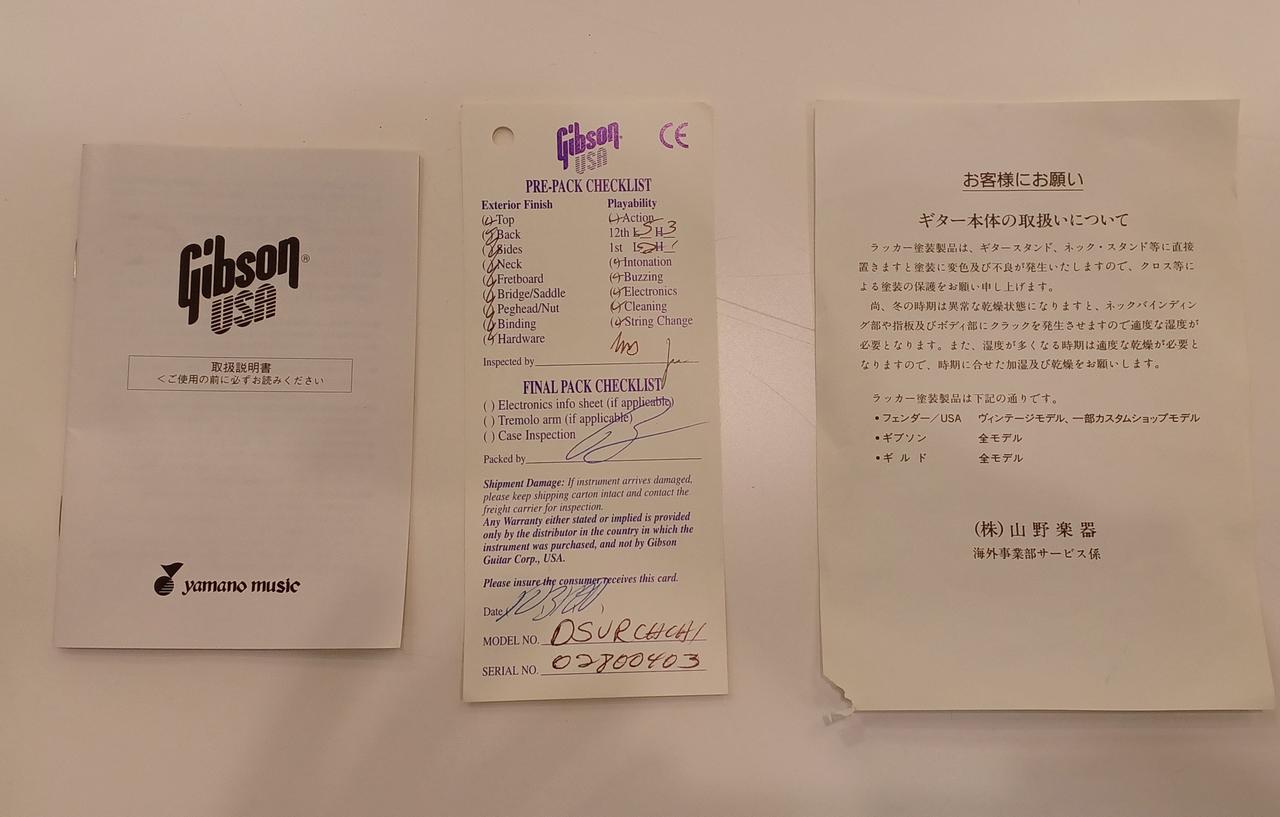 Gibson®
USA
取扱説明書
＜ご使用の前に必ずお読みください
yamano music
Gibson
USA
CE
PRE-PACK CHECKLIST
Exterior Finish
Top
Back
Sides
Neck
Fretboard
Bridge/Saddle
Peghead/Nut
Binding
Hardware
Playability
Action
12th
1st
Intonation
Buzzing
Electronics
Cleaning
String Change
Inspected by
FINAL PACK CHECKLIST
( ) Electronics info sheet (if applicable)
( ) Tremolo arm (if applicable)
( ) Case Inspection
Packed by
Shipment Damage: If instrument arrives damaged,
please keep shipping carton intact and contact the
freight carrier for inspection.
Any Warranty either stated or implied is provided
only by the distributor in the country in which the
instrument was purchased, and not by Gibson
Guitar Corp., USA.
Please insure the consumer receives this card.
Date
MODEL NO. DSVRCHCH1
SERIAL NO. 02800403
お客様にお願い
ギター本体の取扱いについて
ラッカー塗装製品は、ギタースタンド、ネック・スタンド等に直接
置きますと塗装に変色及び不良が発生いたしますので、クロス等に
よる塗装の保護をお願い申し上げます。
尚、冬の時期は異常な乾燥状態になりますと、ネックバインディン
グ部や指板及びボディ部にクラックを発生させますので適度な湿度が
必要となります。また、湿度が多くなる時期は適度な乾燥が必要と
なりますので、時期に合せた加湿及び乾燥をお願いします。
ラッカー塗装製品は下記の通りです。
•フェンダー／USA ヴィンテージモデル、一部カスタムショップモデル
•ギブソン 全モデル
•ギルド 全モデル
(株)山野楽器
海外事業部サービス係